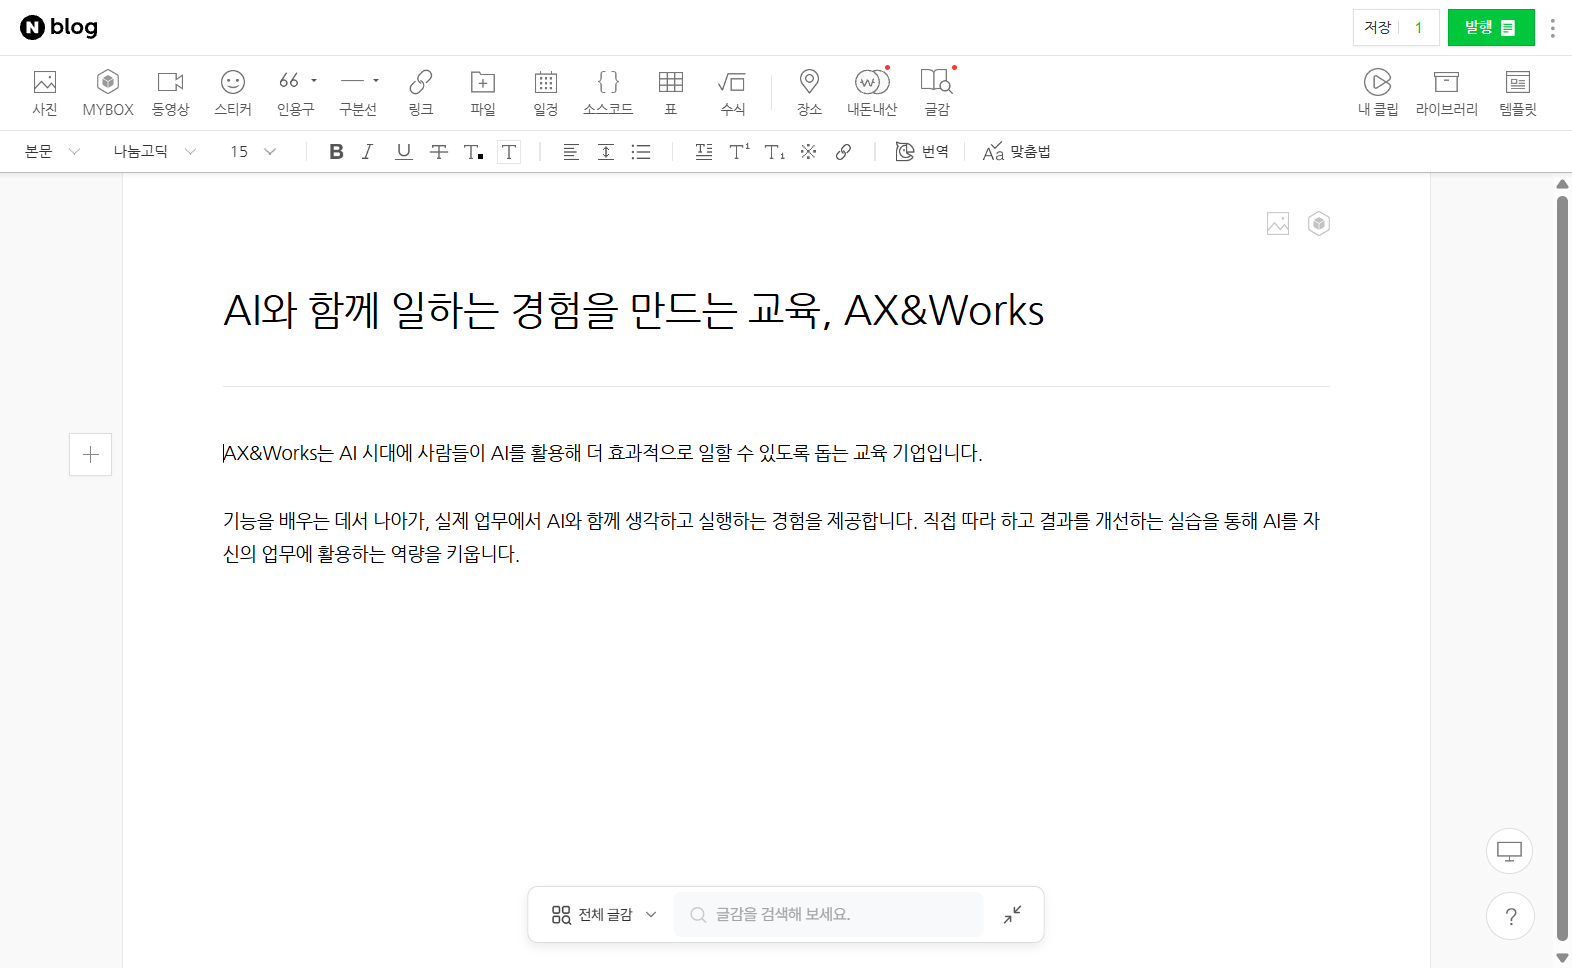 N blog
저장 1
발행
사진 MYBOX 동영상 스티커 인용구 구분선 링크 파일 일정 소스코드 표 수식 장소 내돈내산 글감 내 클립 라이브러리 템플릿
본문 나눔고딕 15 번역 맞춤법
AI와 함께 일하는 경험을 만드는 교육, AX&Works
AX&Works는 AI 시대에 사람들이 AI를 활용해 더 효과적으로 일할 수 있도록 돕는 교육 기업입니다.
기능을 배우는 데서 나아가, 실제 업무에서 AI와 함께 생각하고 실행하는 경험을 제공합니다. 직접 따라 하고 결과를 개선하는 실습을 통해 AI를 자
신의 업무에 활용하는 역량을 키웁니다.
전체 글감 글감을 검색해 보세요.
?